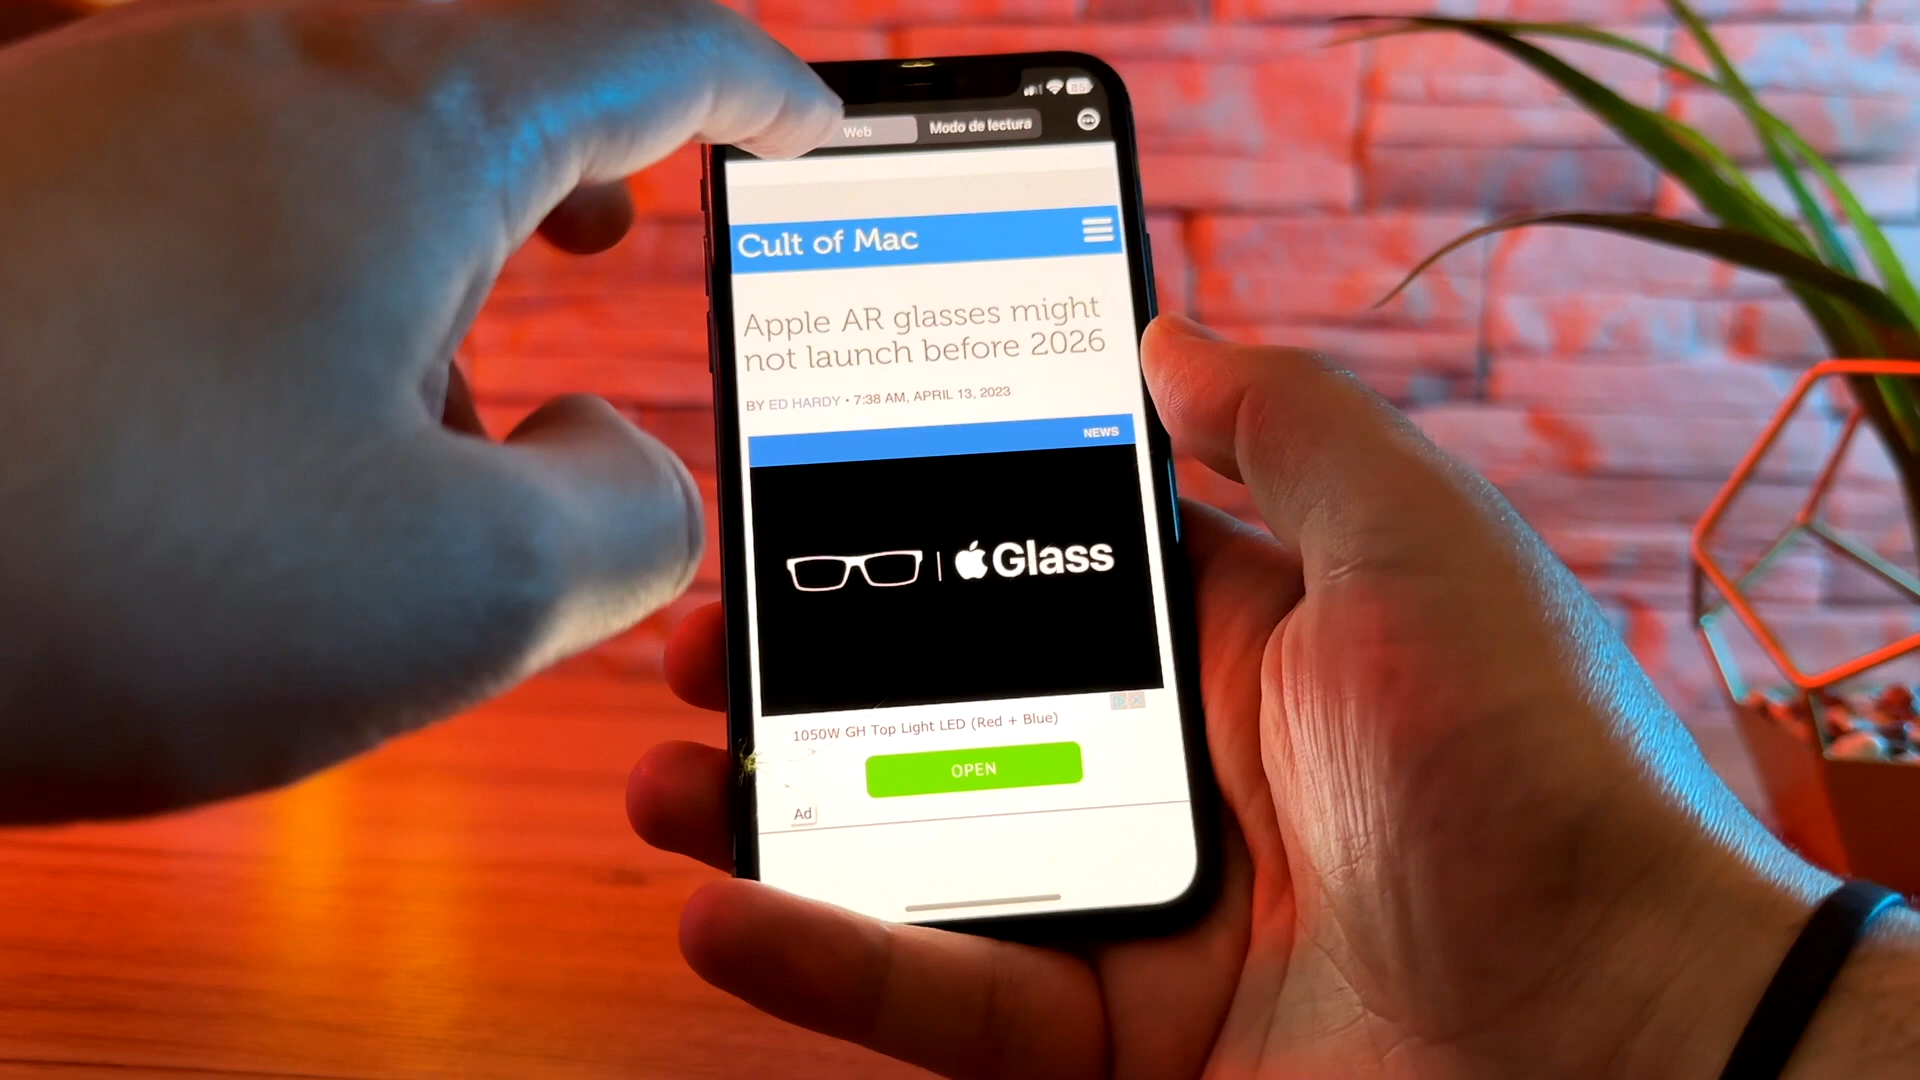 85
Web
Modo de lectura
Cult of Mac
Apple AR glasses might
not launch before 2026
BY ED HARDY • 7:38 AM, APRIL 13, 2023
NEWS
Glass
1050W GH Top Light LED (Red + Blue)
OPEN
Ad